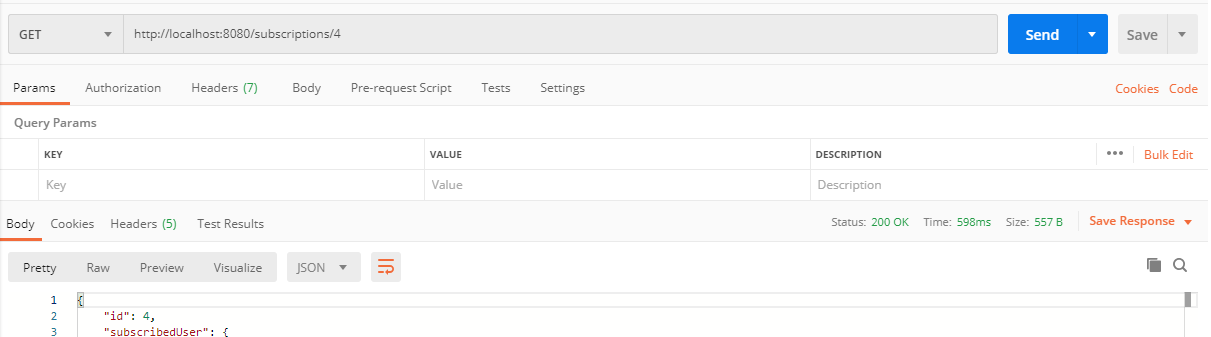 GET http://localhost:8080/subscriptions/4 Send Save
Params Authorization Headers (7) Body Pre-request Script Tests Settings Cookies Code
Query Params
KEY VALUE DESCRIPTION ••• Bulk Edit
Key Value Description
Body Cookies Headers (5) Test Results Status: 200 OK Time: 598ms Size: 557 B Save Response
Pretty Raw Preview Visualize JSON
1 {
2 "id": 4,
3 "subscribedUser": {